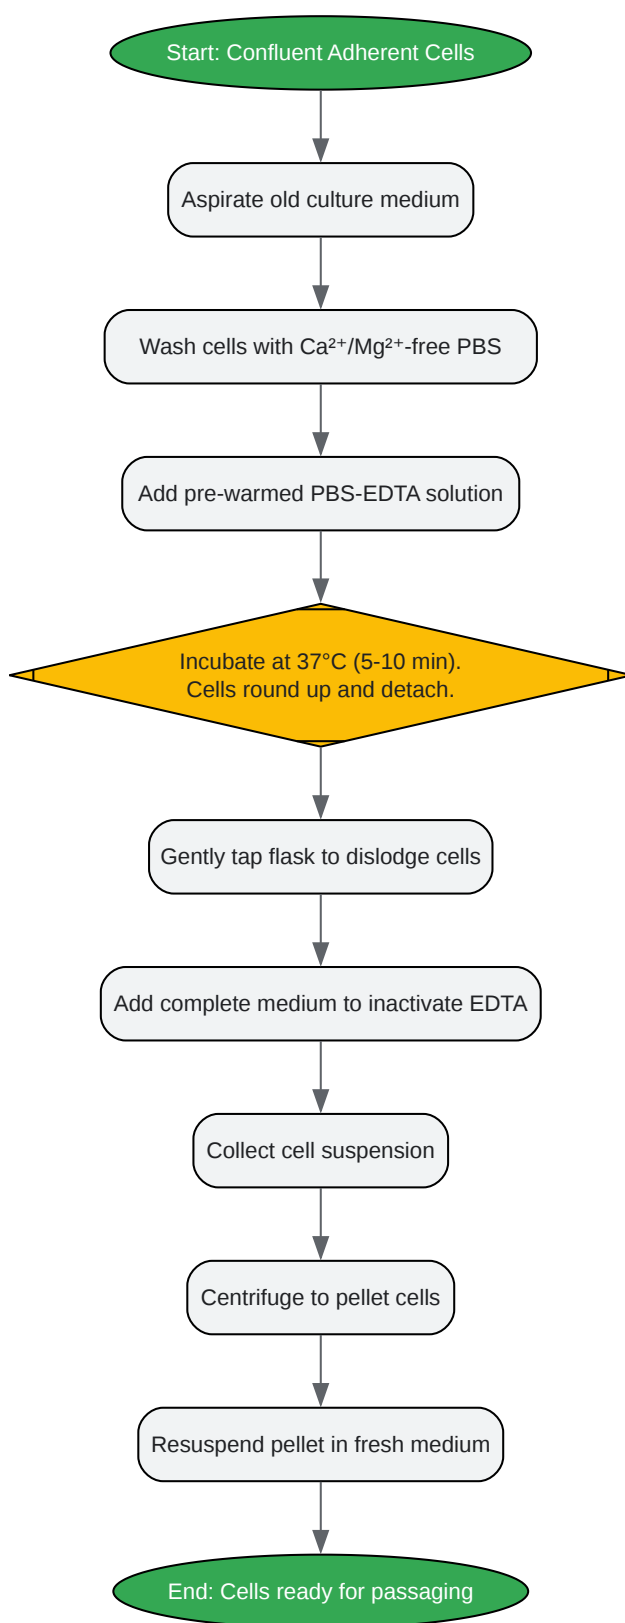 Start: Confluent Adherent Cells
Aspirate old culture medium
Wash cells with Ca²⁺/Mg²⁺-free PBS
Add pre-warmed PBS-EDTA solution
Incubate at 37°C (5-10 min).
Cells round up and detach.
Gently tap flask to dislodge cells
Add complete medium to inactivate EDTA
Collect cell suspension
Centrifuge to pellet cells
Resuspend pellet in fresh medium
End: Cells ready for passaging